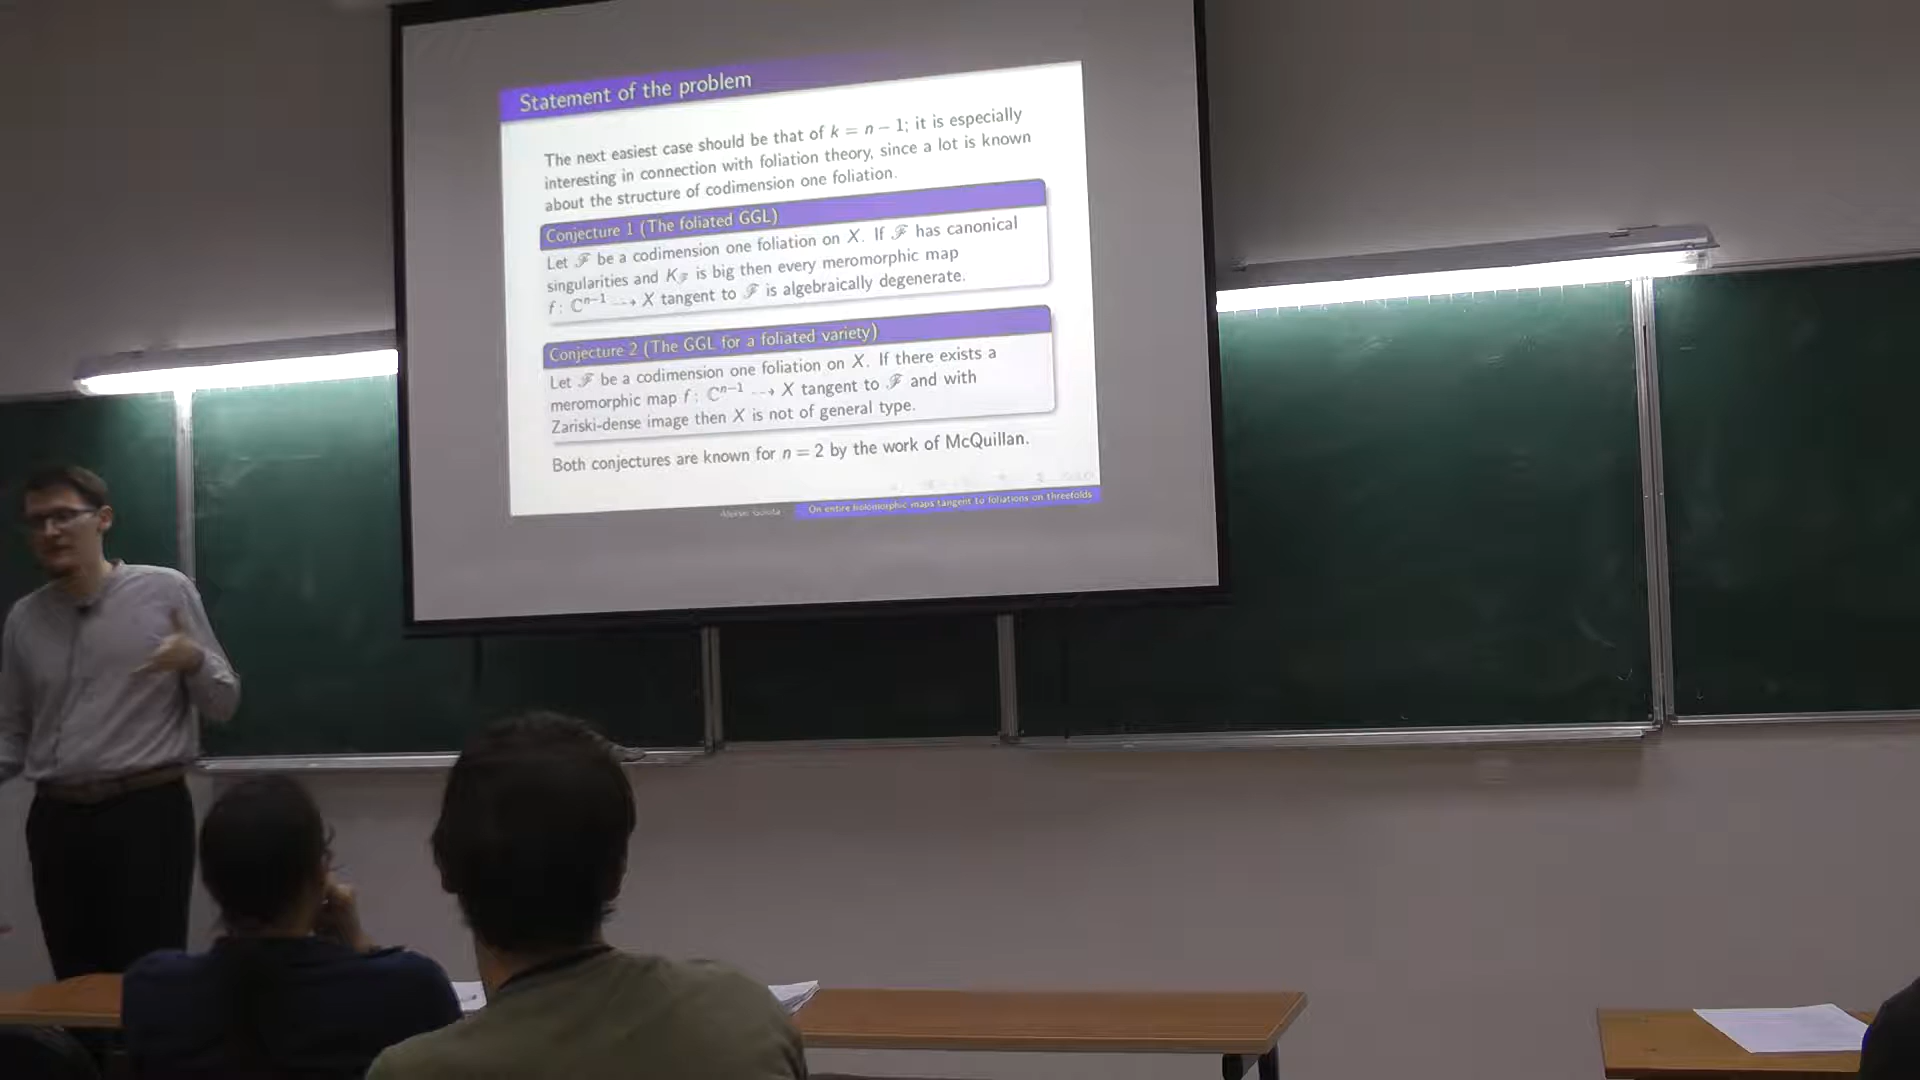 Statement of the problem
The next easiest case should be that of k = n − 1; it is especially
interesting in connection with foliation theory, since a lot is known
about the structure of codimension one foliation.
Conjecture 1 (The foliated GGL)
Let ℱ be a codimension one foliation on X. If ℱ has canonical
singularities and K_ℱ is big then every meromorphic map
f : ℂⁿ⁻¹ ⇢ X tangent to ℱ is algebraically degenerate.
Conjecture 2 (The GGL for a foliated variety)
Let ℱ be a codimension one foliation on X. If there exists a
meromorphic map f : ℂⁿ⁻¹ ⇢ X tangent to ℱ and with
Zariski-dense image then X is not of general type.
Both conjectures are known for n = 2 by the work of McQuillan.
On entire holomorphic maps tangent to foliations on threefolds